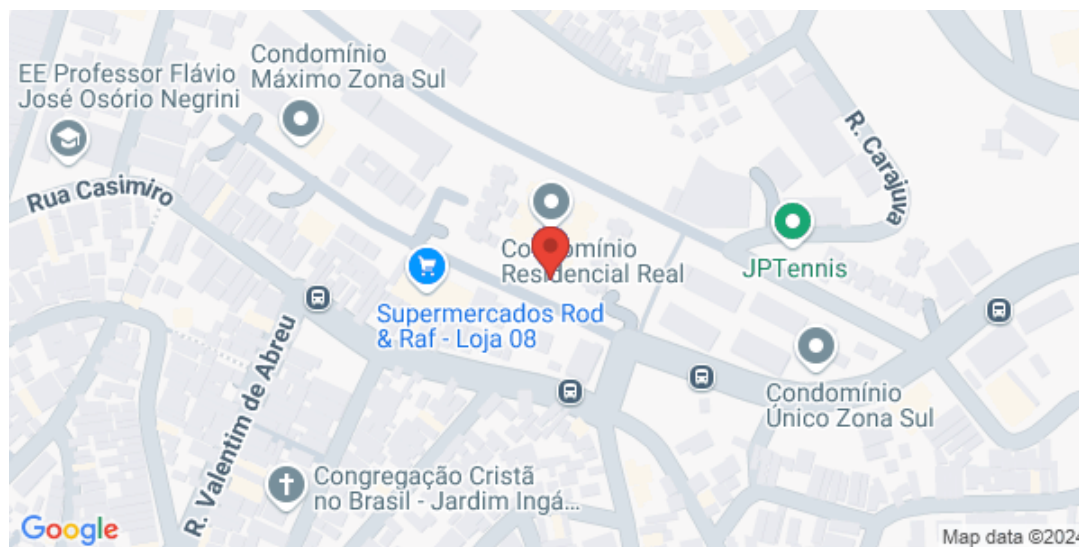 Condomínio
Máximo Zona Sul
EE Professor Flávio
José Osório Negrini
R. Carajuva
Rua Casimiro
Condomínio
Residencial Real
JPTennis
Supermercados Rod
& Raf - Loja 08
R. Valentim de Abreu
Condomínio
Único Zona Sul
Congregação Cristã
no Brasil - Jardim Ingá...
Google
Map data ©2024